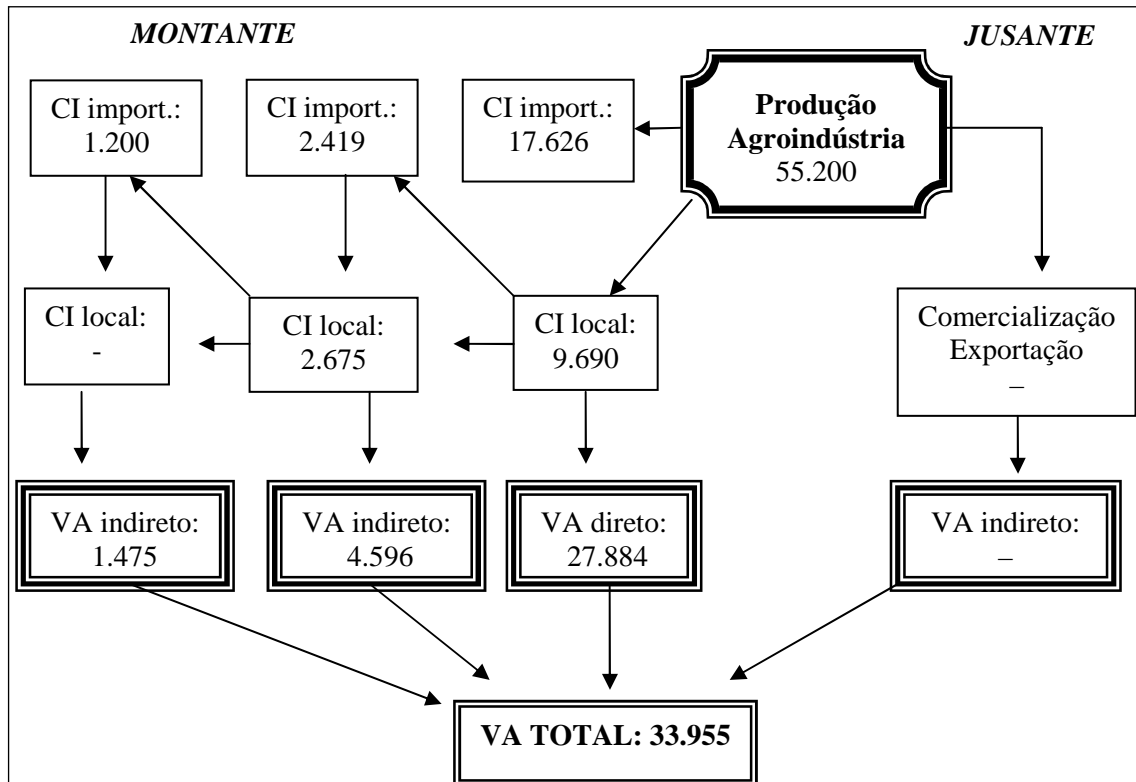 MONTANTE
JUSANTE
CI import.:
1.200
CI import.:
2.419
CI import.:
17.626
Produção
Agroindústria
55.200
CI local:
-
CI local:
2.675
CI local:
9.690
Comercialização
Exportação
–
VA indireto:
1.475
VA indireto:
4.596
VA direto:
27.884
VA indireto:
–
VA TOTAL: 33.955